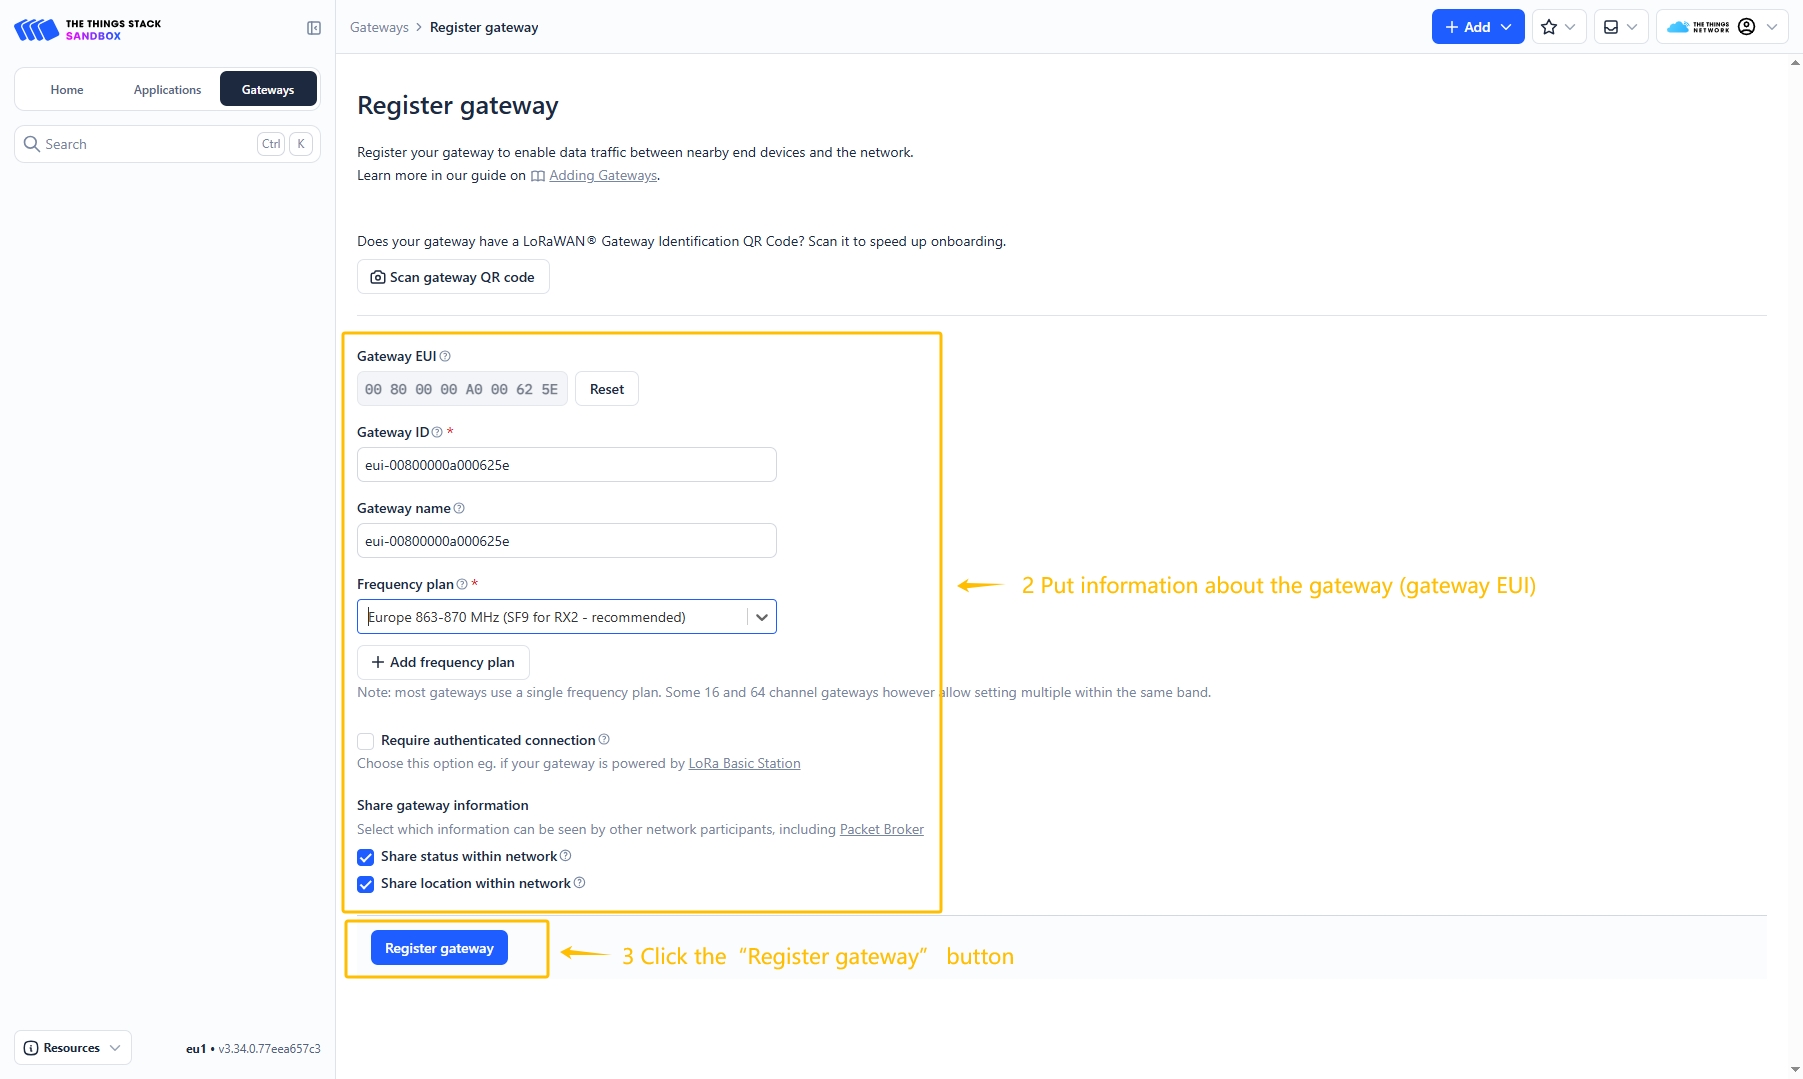 THE THINGS STACK
SANDBOX
Gateways > Register gateway
+ Add
THE THINGS
NETWORK
Home
Applications
Gateways
Search
Ctrl
K
Register gateway
Register your gateway to enable data traffic between nearby end devices and the network.
Learn more in our guide on Adding Gateways.
Does your gateway have a LoRaWAN® Gateway Identification QR Code? Scan it to speed up onboarding.
Scan gateway QR code
Gateway EUI
00 80 00 00 A0 00 62 5E
Reset
Gateway ID *
eui-00800000a000625e
Gateway name
eui-00800000a000625e
Frequency plan *
Europe 863-870 MHz (SF9 for RX2 - recommended)
2 Put information about the gateway (gateway EUI)
+ Add frequency plan
Note: most gateways use a single frequency plan. Some 16 and 64 channel gateways however allow setting multiple within the same band.
Require authenticated connection
Choose this option eg. if your gateway is powered by LoRa Basic Station
Share gateway information
Select which information can be seen by other network participants, including Packet Broker
Share status within network
Share location within network
Register gateway
3 Click the “Register gateway” button
Resources
eu1 • v3.34.0.77eea657c3